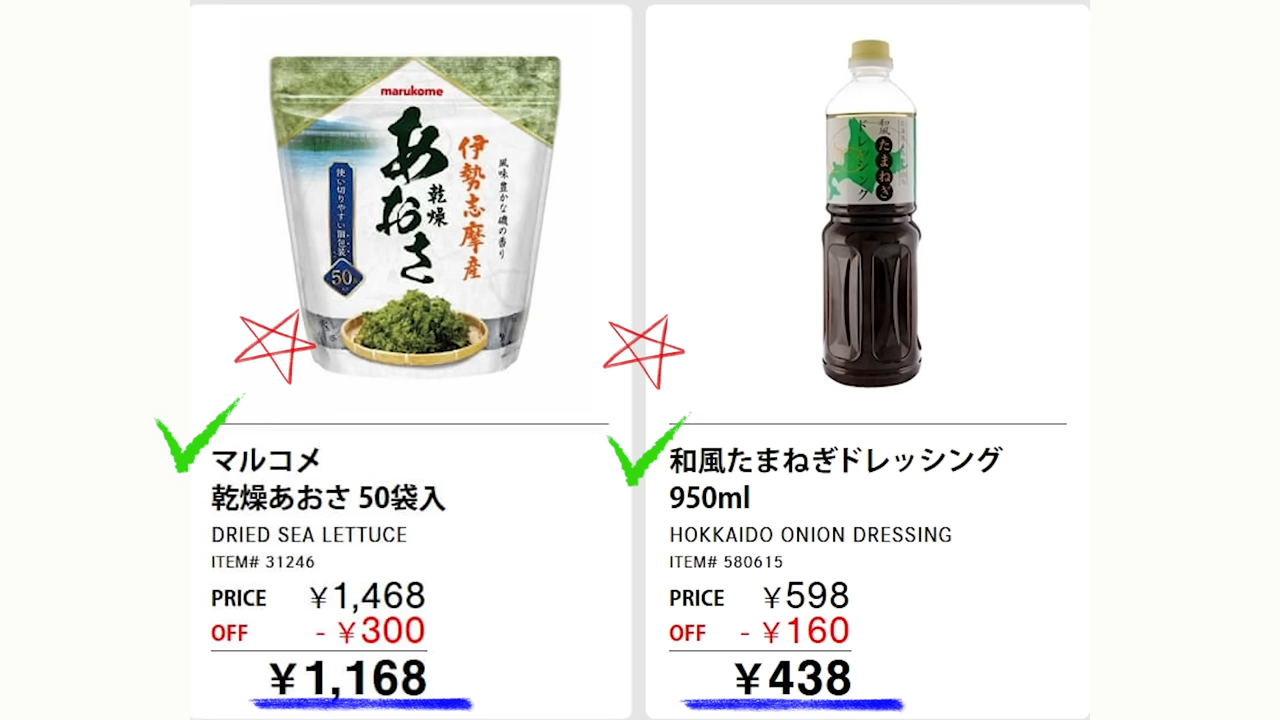 marukome
あおさ
乾燥
伊勢志摩産
風味豊かな磯の香り
使い切りやすい個包装
50
和風
たまねぎ
ドレッシング
マルコメ
乾燥あおさ 50袋入
DRIED SEA LETTUCE
ITEM# 31246
PRICE ¥1,468
OFF - ¥300
¥1,168
和風たまねぎドレッシング
950ml
HOKKAIDO ONION DRESSING
ITEM# 580615
PRICE ¥598
OFF - ¥160
¥438